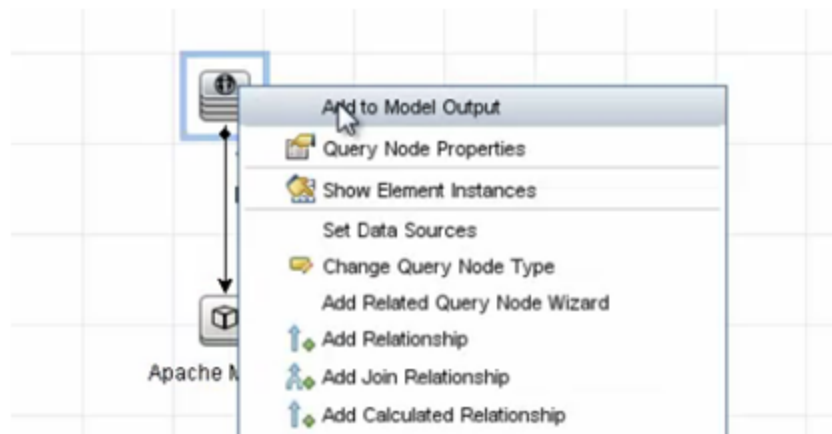 Add to Model Output
Query Node Properties
Show Element Instances
Set Data Sources
Change Query Node Type
Add Related Query Node Wizard
Add Relationship
Apache
Add Join Relationship
Add Calculated Relationship